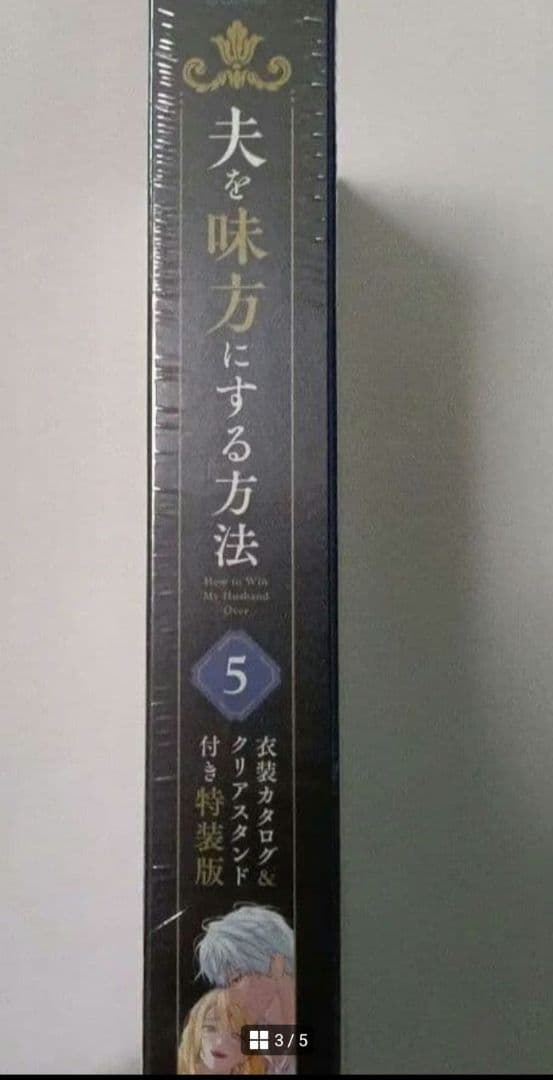 夫を味方にする方法
How to Win
My Husband
Over
5
衣装カタログ&
クリアスタンド
付き特装版
3/5